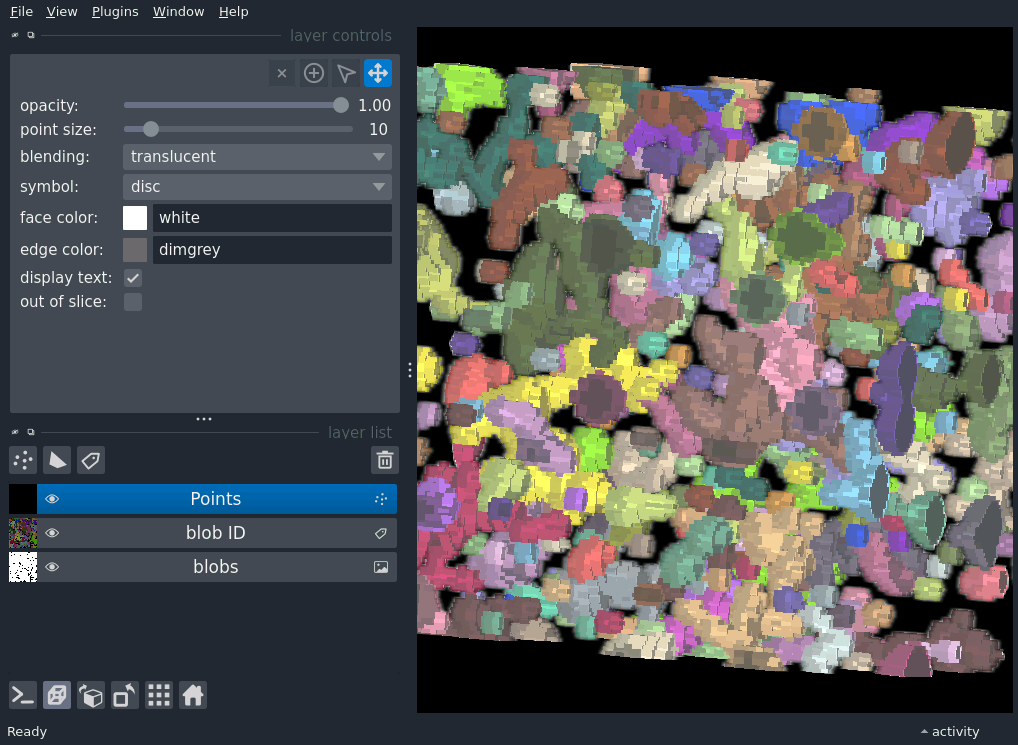 File View Plugins Window Help
layer controls
opacity: 1.00
point size: 10
blending: translucent
symbol: disc
face color: white
edge color: dimgrey
display text:
out of slice:
layer list
Points
blob ID
blobs
Ready activity